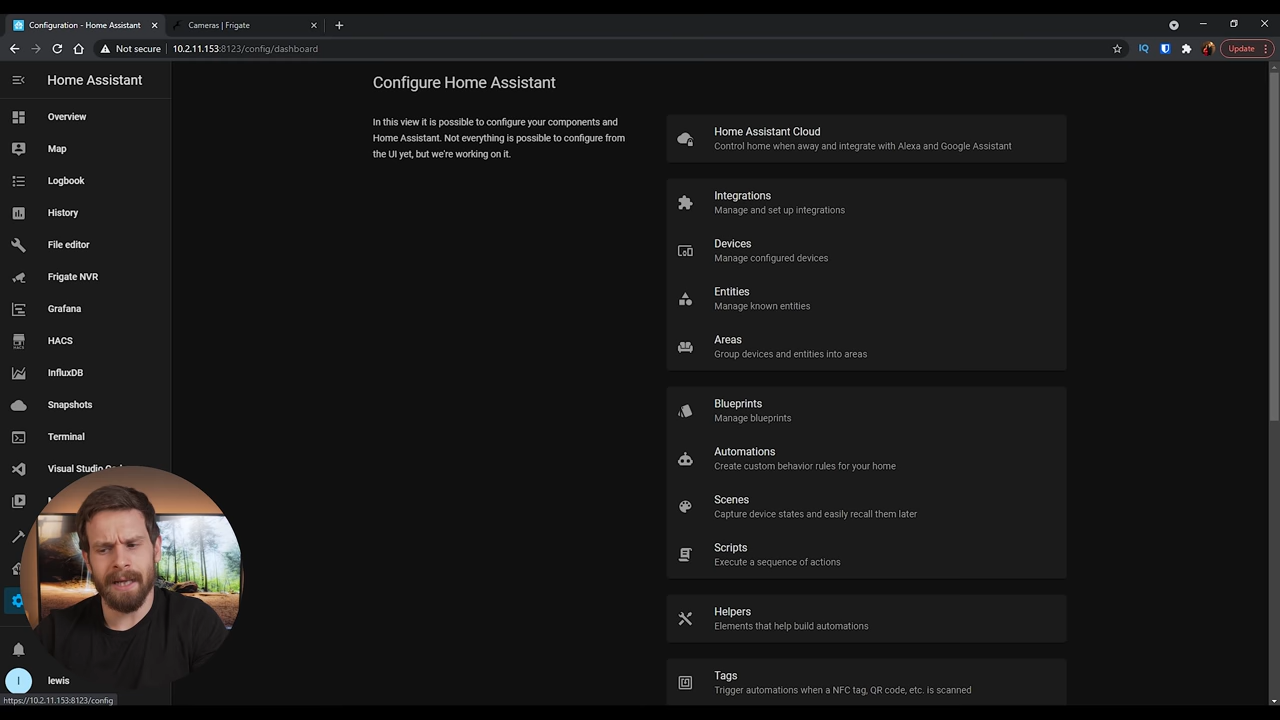 Configuration - Home Assistant
Cameras | Frigate
Not secure
10.2.11.153:8123/config/dashboard
IQ
Update
Home Assistant
Overview
Map
Logbook
History
File editor
Frigate NVR
Grafana
HACS
HACS
InfluxDB
Snapshots
Terminal
Visual Studio
l
lewis
https://10.2.11.153:8123/config
Configure Home Assistant
In this view it is possible to configure your components and
Home Assistant. Not everything is possible to configure from
the UI yet, but we're working on it.
Home Assistant Cloud
Control home when away and integrate with Alexa and Google Assistant
Integrations
Manage and set up integrations
Devices
Manage configured devices
Entities
Manage known entities
Areas
Group devices and entities into areas
Blueprints
Manage blueprints
Automations
Create custom behavior rules for your home
Scenes
Capture device states and easily recall them later
Scripts
Execute a sequence of actions
Helpers
Elements that help build automations
Tags
Trigger automations when a NFC tag, QR code, etc. is scanned